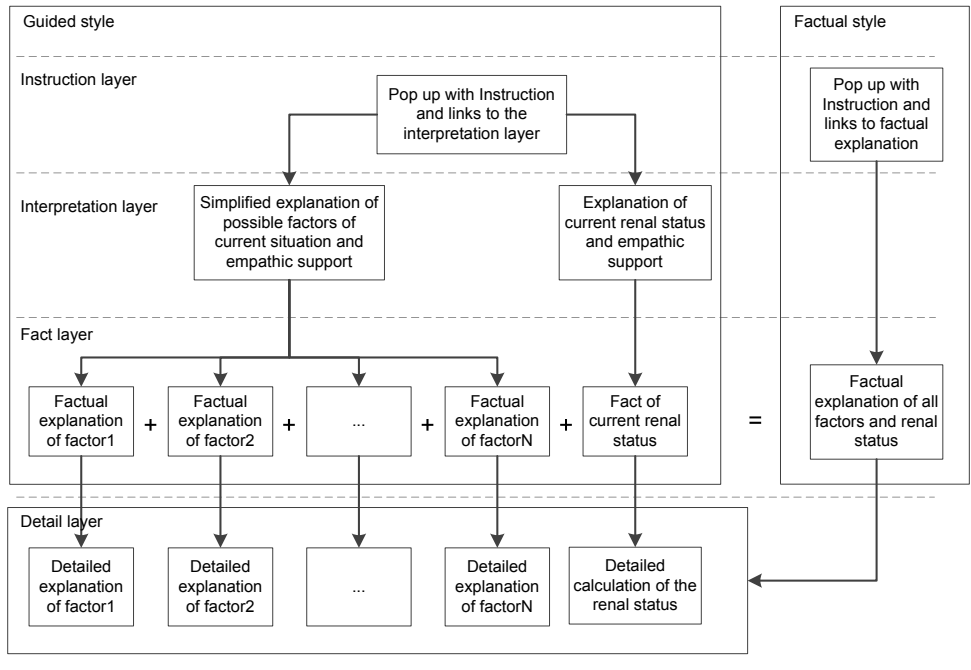 Guided style
Factual style
Instruction layer
Pop up with Instruction
and links to the
interpretation layer
Pop up with
Instruction and
links to factual
explanation
Interpretation layer
Simplified explanation of
possible factors of
current situation and
empathic support
Explanation of
current renal status
and empathic
support
Fact layer
Factual
explanation
of factor1
+
Factual
explanation
of factor2
+
...
+
Factual
explanation
of factorN
+
Fact of
current renal
status
=
Factual
explanation of all
factors and renal
status
Detail layer
Detailed
explanation
of factor1
Detailed
explanation
of factor2
...
Detailed
explanation
of factorN
Detailed
calculation of the
renal status